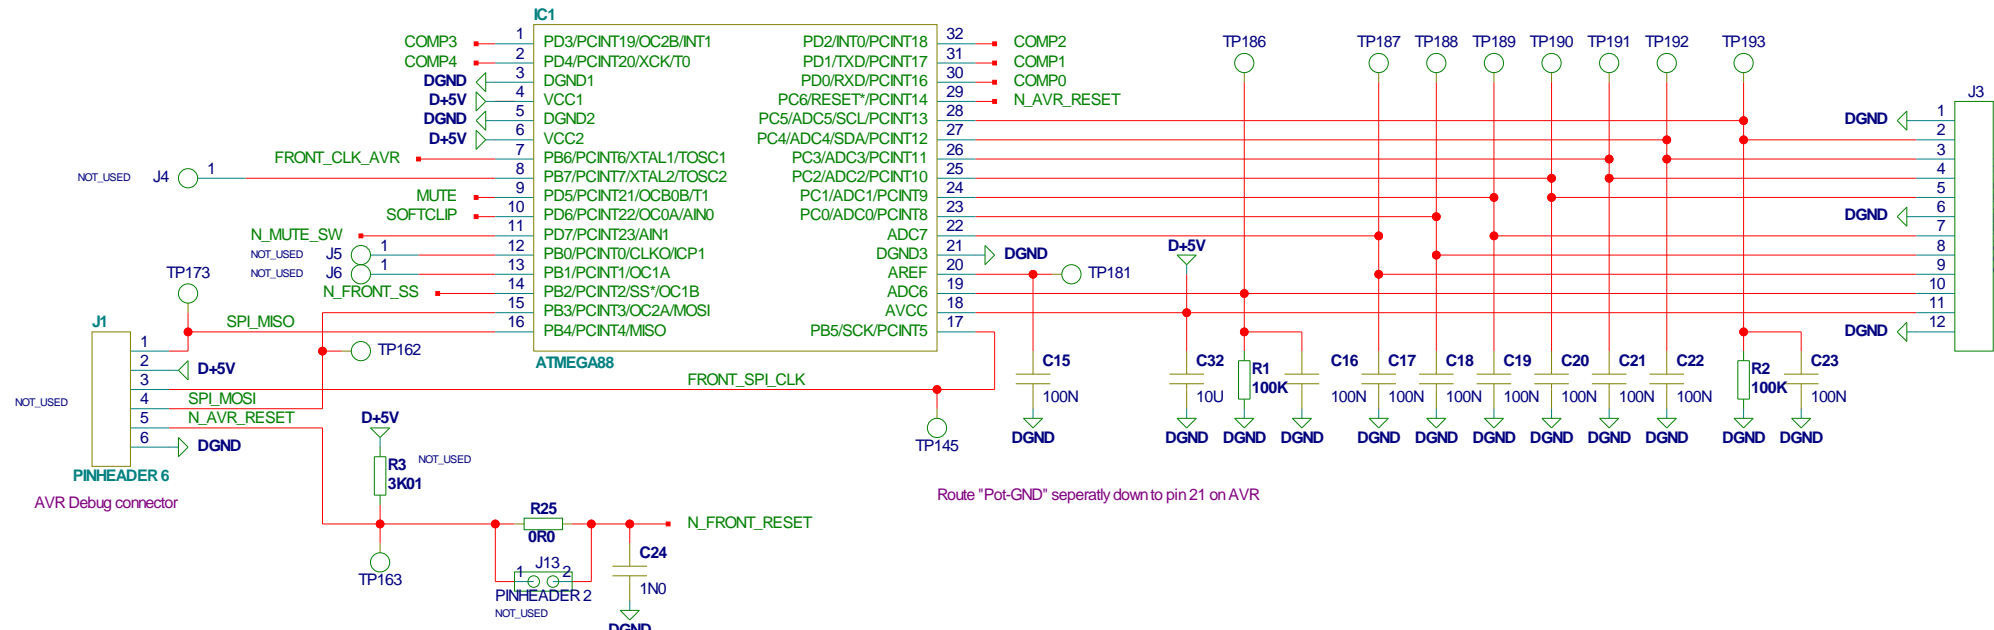 IC1
COMP3 1 PD3/PCINT19/OC2B/INT1 PD2/INT0/PCINT18 32 COMP2
COMP4 2 PD4/PCINT20/XCK/T0 PD1/TXD/PCINT17 31 COMP1
DGND 3 DGND1 PD0/RXD/PCINT16 30 COMP0
D+5V 4 VCC1 PC6/RESET*/PCINT14 29 N_AVR_RESET
DGND 5 DGND2 PC5/ADC5/SCL/PCINT13 28
D+5V 6 VCC2 PC4/ADC4/SDA/PCINT12 27
FRONT_CLK_AVR 7 PB6/PCINT6/XTAL1/TOSC1 PC3/ADC3/PCINT11 26
NOT_USED J4 1 8 PB7/PCINT7/XTAL2/TOSC2 PC2/ADC2/PCINT10 25
MUTE 9 PD5/PCINT21/OCB0B/T1 PC1/ADC1/PCINT9 24
SOFTCLIP 10 PD6/PCINT22/OC0A/AIN0 PC0/ADC0/PCINT8 23
N_MUTE_SW 11 PD7/PCINT23/AIN1 ADC7 22
NOT_USED J5 1 12 PB0/PCINT0/CLKO/ICP1 DGND3 21 DGND
NOT_USED J6 1 13 PB1/PCINT1/OC1A AREF 20 TP181
N_FRONT_SS 14 PB2/PCINT2/SS*/OC1B ADC6 19
15 PB3/PCINT3/OC2A/MOSI AVCC 18
16 PB4/PCINT4/MISO PB5/SCK/PCINT5 17
ATMEGA88
TP186 TP187 TP188 TP189 TP190 TP191 TP192 TP193
J3
DGND 1
2
3
4
5
DGND 6
7
8
9
10
11
DGND 12
D+5V
TP173
J1
SPI_MISO
1
2 D+5V
3 FRONT_SPI_CLK
4 SPI_MOSI
5 N_AVR_RESET
6 DGND
NOT_USED
PINHEADER 6
AVR Debug connector
TP162
TP145
C15 C32 R1 C16 C17 C18 C19 C20 C21 C22 R2 C23
100N 10U 100K 100N 100N 100N 100N 100N 100N 100N 100K 100N
DGND DGND DGND DGND DGND DGND DGND DGND DGND DGND DGND DGND
Route "Pot-GND" seperatly down to pin 21 on AVR
D+5V
R3 NOT_USED
3K01
TP163
R25
0R0
N_FRONT_RESET
J13
1 2
PINHEADER 2
NOT_USED
C24
1N0
DGND